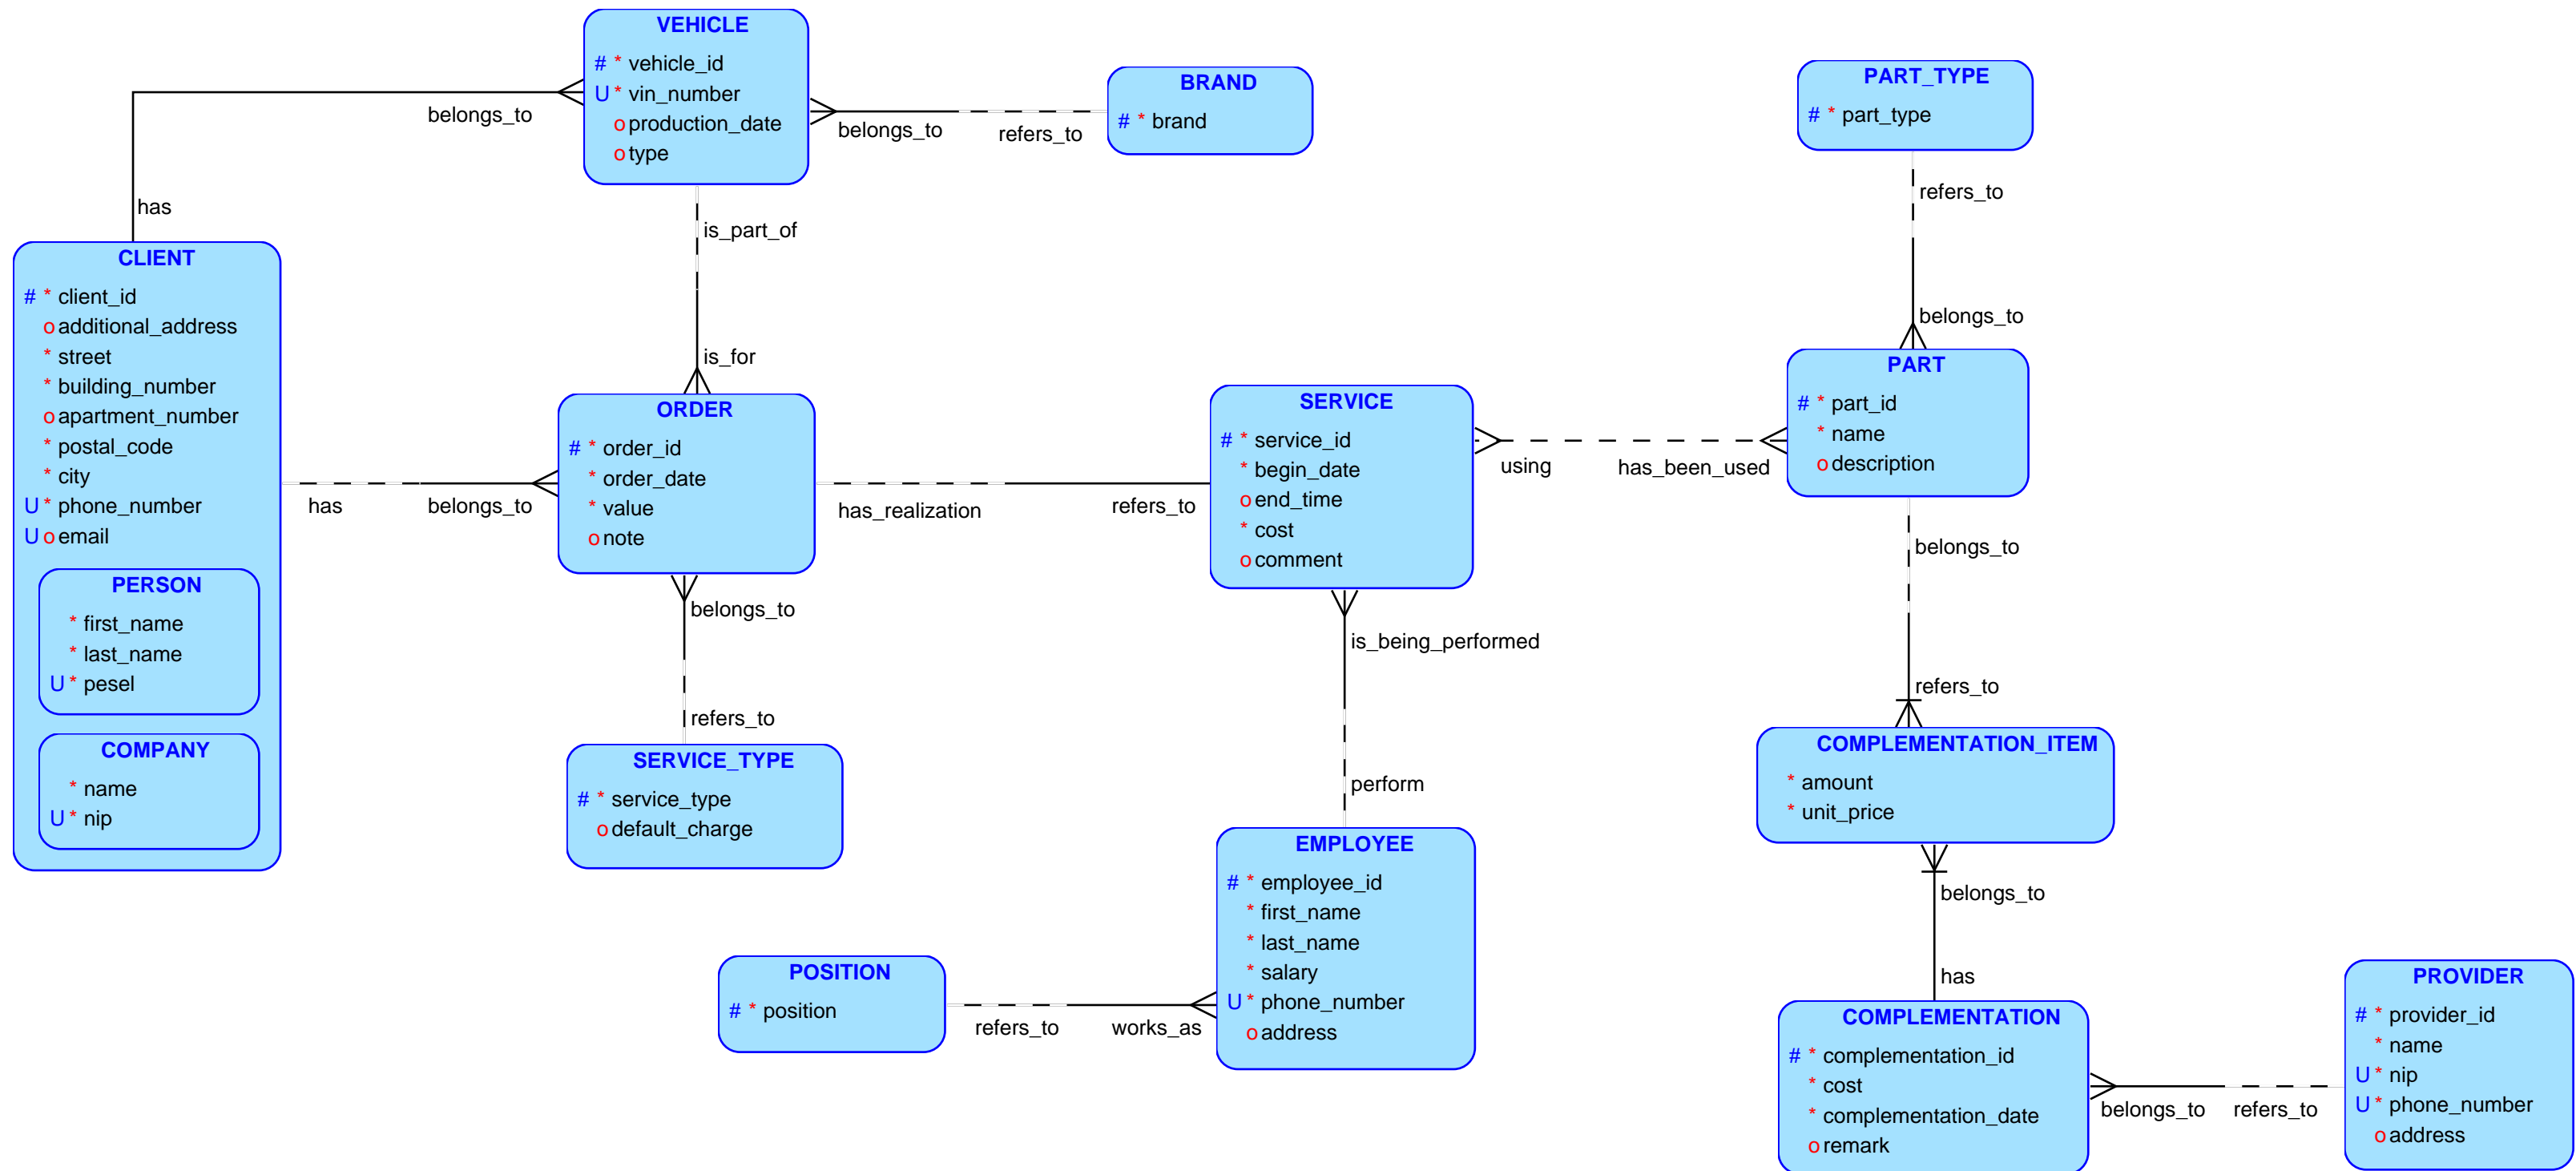 VEHICLE
# * vehicle_id
U * vin_number
o production_date
o type
BRAND
# * brand
PART_TYPE
# * part_type
belongs_to
belongs_to
refers_to
has
refers_to
is_part_of
belongs_to
is_for
CLIENT
# * client_id
o additional_address
* street
* building_number
o apartment_number
* postal_code
* city
U * phone_number
U o email
PERSON
* first_name
* last_name
U * pesel
COMPANY
* name
U * nip
has
belongs_to
ORDER
# * order_id
* order_date
* value
o note
has_realization
refers_to
SERVICE
# * service_id
* begin_date
o end_time
* cost
o comment
using
has_been_used
PART
# * part_id
* name
o description
belongs_to
refers_to
belongs_to
refers_to
SERVICE_TYPE
# * service_type
o default_charge
is_being_performed
perform
COMPLEMENTATION_ITEM
* amount
* unit_price
belongs_to
has
EMPLOYEE
# * employee_id
* first_name
* last_name
* salary
U * phone_number
o address
POSITION
# * position
refers_to
works_as
COMPLEMENTATION
# * complementation_id
* cost
* complementation_date
o remark
belongs_to
refers_to
PROVIDER
# * provider_id
* name
U * nip
U * phone_number
o address